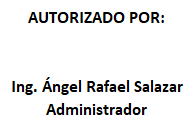 AUTORIZADO POR:
Ing. Ángel Rafael Salazar
Administrador